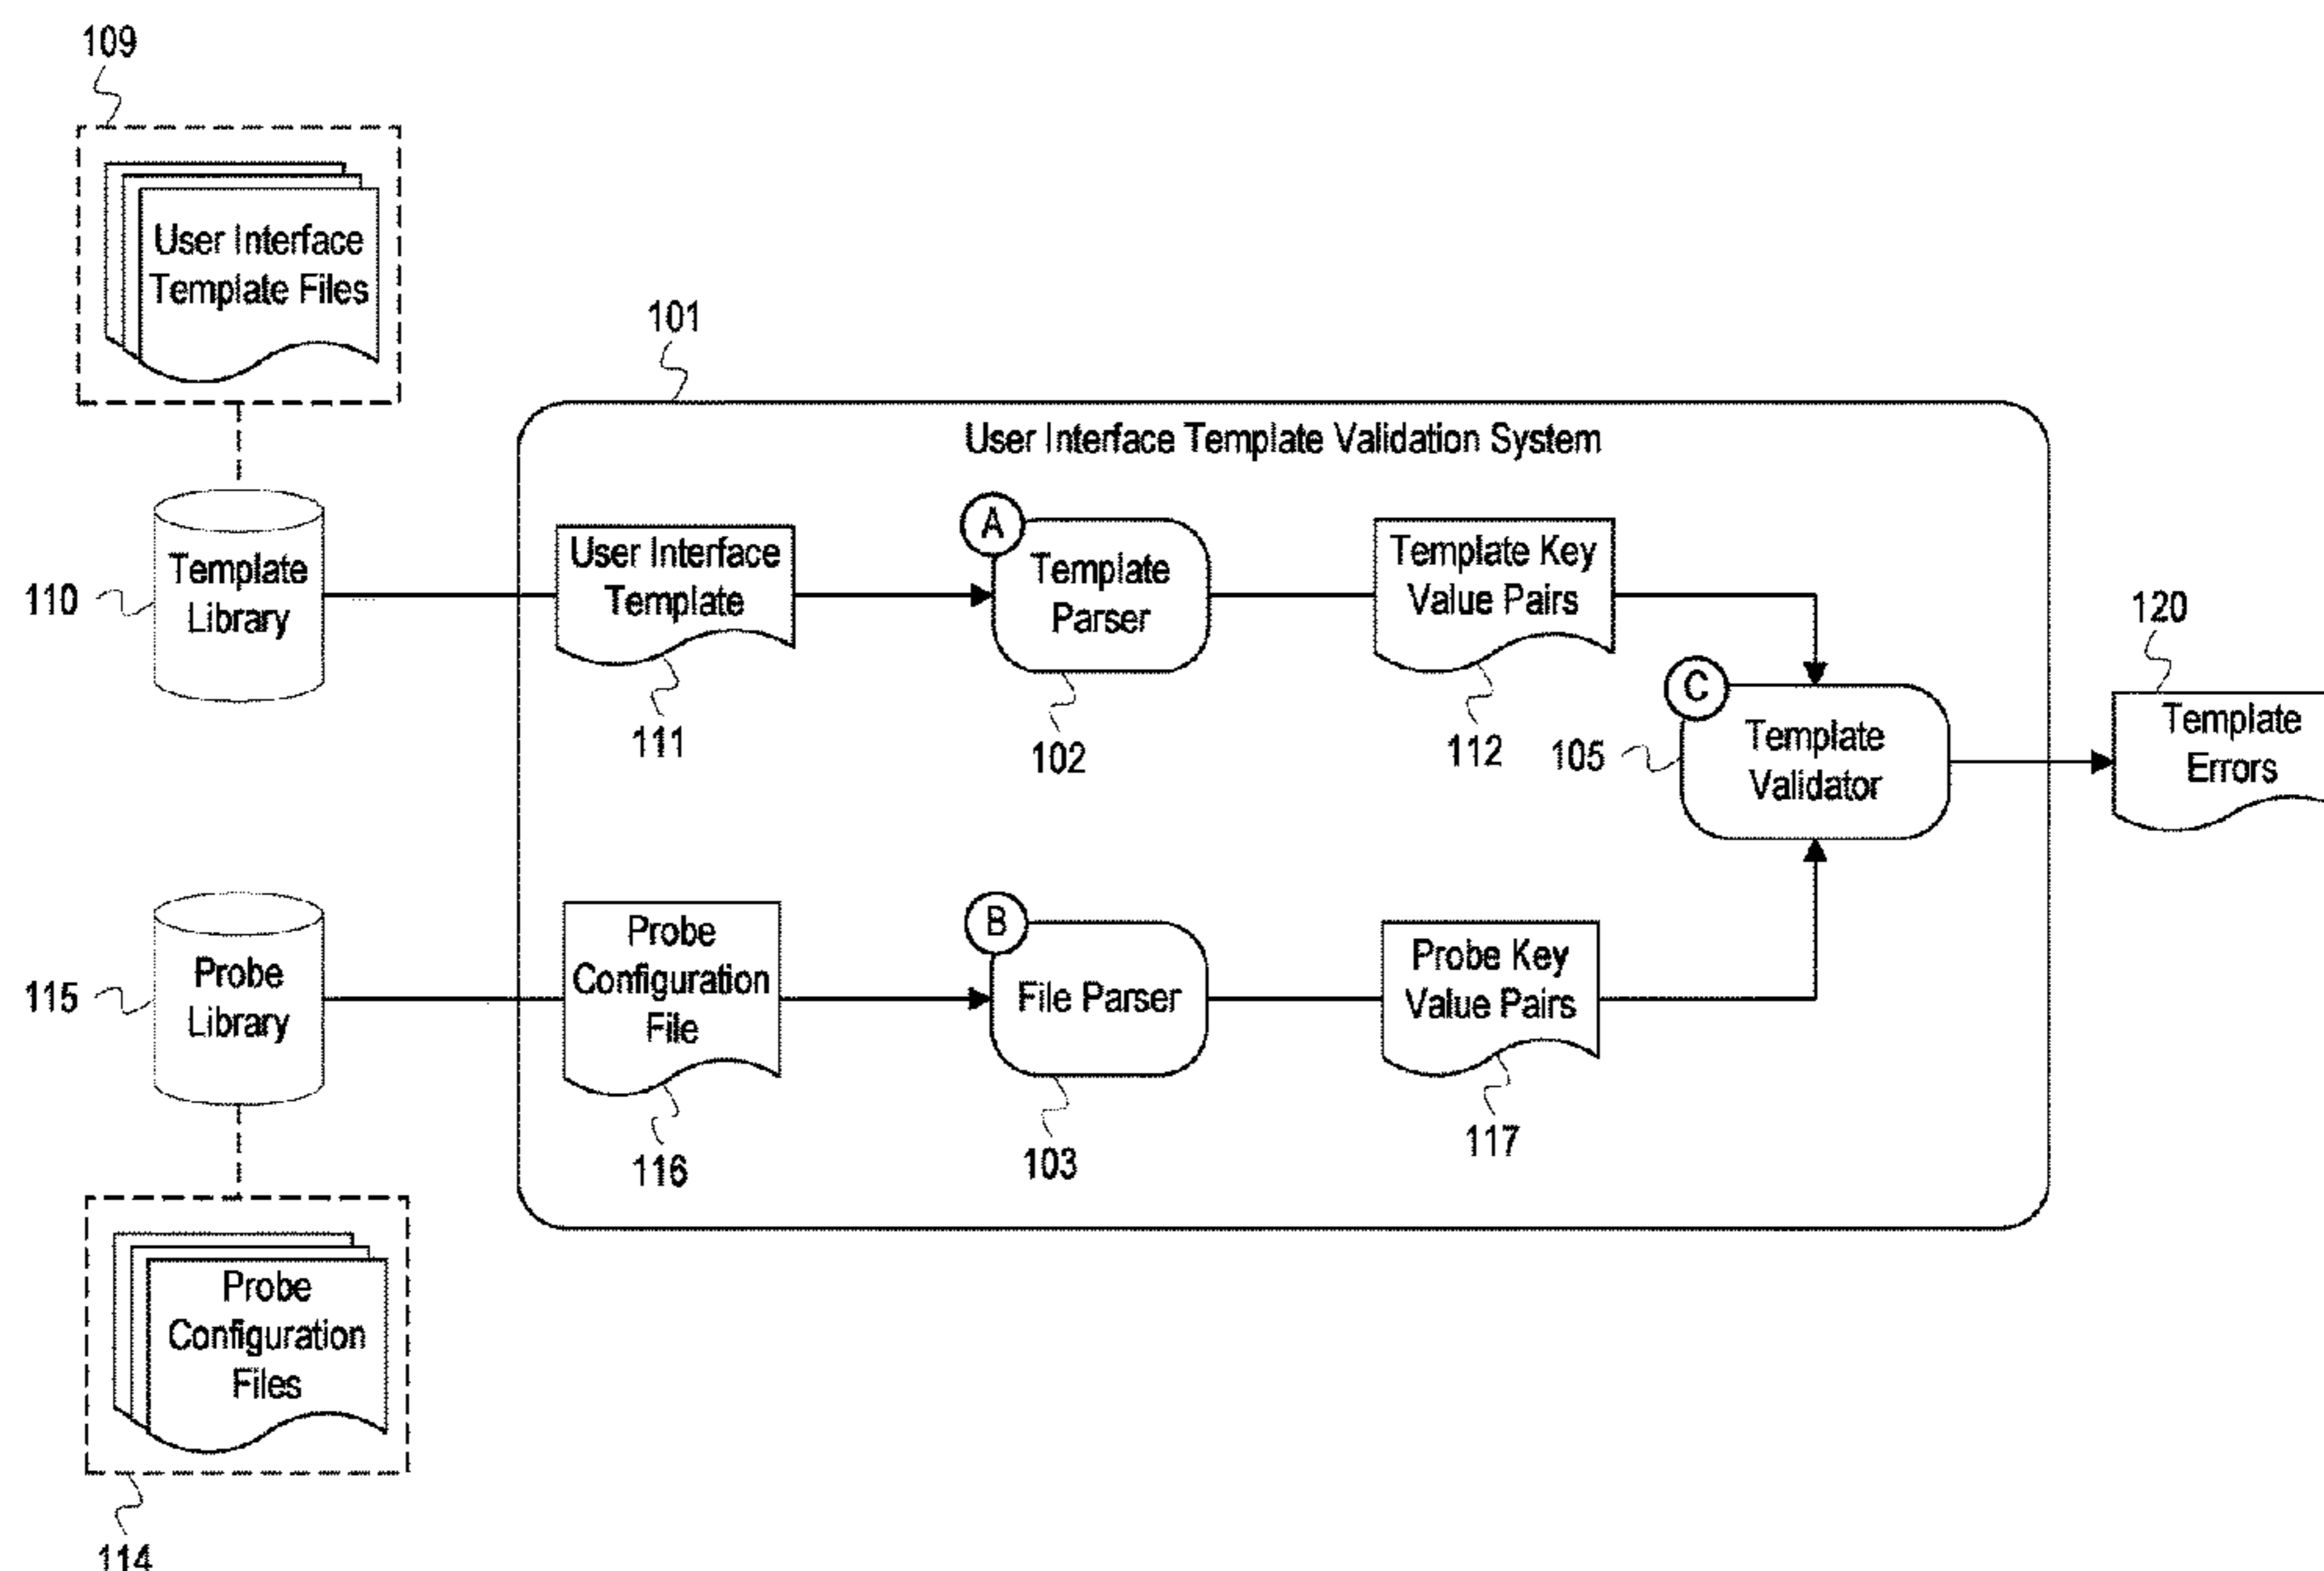 109
User Interface
Template Files
101
User Interface Template Validation System
110
Template
Library
User Interface
Template
111
A
Template
Parser
102
Template Key
Value Pairs
112
C
105
Template
Validator
120
Template
Errors
115
Probe
Library
Probe
Configuration
File
116
B
File Parser
103
Probe Key
Value Pairs
117
Probe
Configuration
Files
114